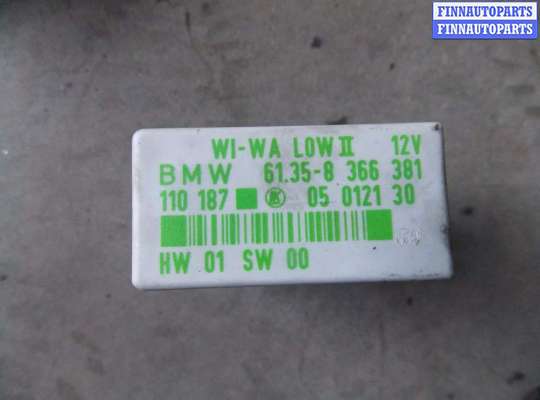 FINNAUTOPARTS
FINNAUTOPARTS
WI-WA LOW II 12V
BMW 61.35-8 366 381
110 187 05 0121 30
HW 01 SW 00